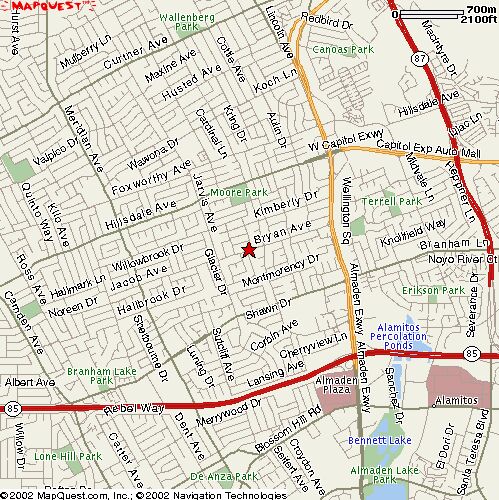 MAPQUEST
700m
2100ft
Hurst Ave
Wallenberg Park
Redbird Dr
Lincoln Ave
Canoas Park
87
MacIntyre Dr
Mulberry Ln
Curtner Ave
Cottle Ave
Maxine Ave
Husted Ave
Koch Ln
Hillsdale Ave
Meridian Ave
Cardinal Ln
Kring Dr
Aulin Dr
W Capitol Exwy
Capitol Exp Auto Mall
Valpico Dr
Wawona Dr
Foxworthy Ave
Midvale Ln
Heppner Ln
Jarvis Ave
Moore Park
Kimberly Dr
Wellington Sq
Terrell Park
Quinto Way
Kilo Ave
Hillsdale Ave
Bryan Ave
Knollfield Way
Branham Ln
Noyo River Ct
Willowbrook Dr
Glacier Dr
Montmorency Dr
Ross Ave
Hallmark Ln
Jacob Ave
Noreen Dr
Hallbrook Dr
Erikson Park
Severance Dr
Camden Ave
Shawn Dr
Almaden Exwy
Shelbourne Dr
Corbin Ave
Alamitos Percolation Ponds
Sutcliff Ave
Cherryview Ln
85
Luning Dr
Lansing Ave
Albert Ave
Branham Lake Park
Almaden Plaza
Almaden Exwy
Sanchez Dr
Alamitos
85
Rebel Way
Merrywood Dr
Willow Dr
Dent Ave
Blossom Hill Rd
Bennett Lake
El Dori Dr
Santa Teresa Blvd
Lone Hill Park
Carter Ave
De Anza Park
Croydon Ave
Almaden Lake Park
©2002 MapQuest.com, Inc.; ©2002 Navigation Technologies